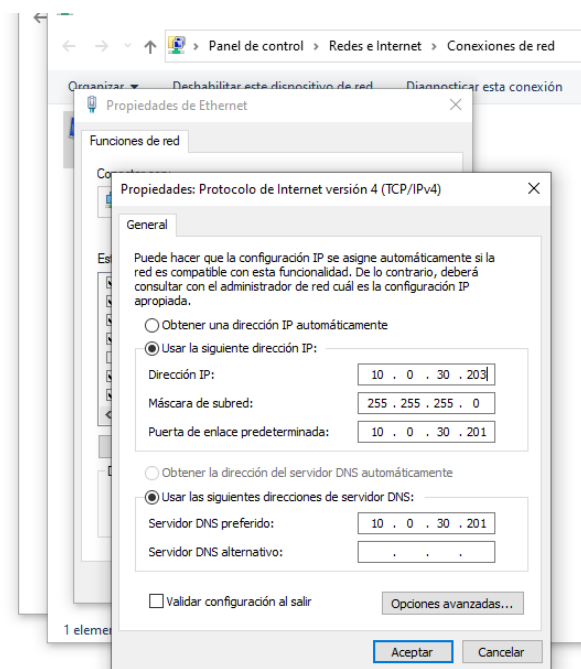 Panel de control › Redes e Internet › Conexiones de red
Organizar Deshabilitar este dispositivo de red Diagnosticar esta conexión
Propiedades de Ethernet
Funciones de red
Propiedades: Protocolo de Internet versión 4 (TCP/IPv4)
General
Puede hacer que la configuración IP se asigne automáticamente si la
red es compatible con esta funcionalidad. De lo contrario, deberá
consultar con el administrador de red cuál es la configuración IP
apropiada.
Obtener una dirección IP automáticamente
Usar la siguiente dirección IP:
Dirección IP: 10 . 0 . 30 . 203
Máscara de subred: 255 . 255 . 255 . 0
Puerta de enlace predeterminada: 10 . 0 . 30 . 201
Obtener la dirección del servidor DNS automáticamente
Usar las siguientes direcciones de servidor DNS:
Servidor DNS preferido: 10 . 0 . 30 . 201
Servidor DNS alternativo: . . .
Validar configuración al salir Opciones avanzadas...
1 eleme
Aceptar Cancelar